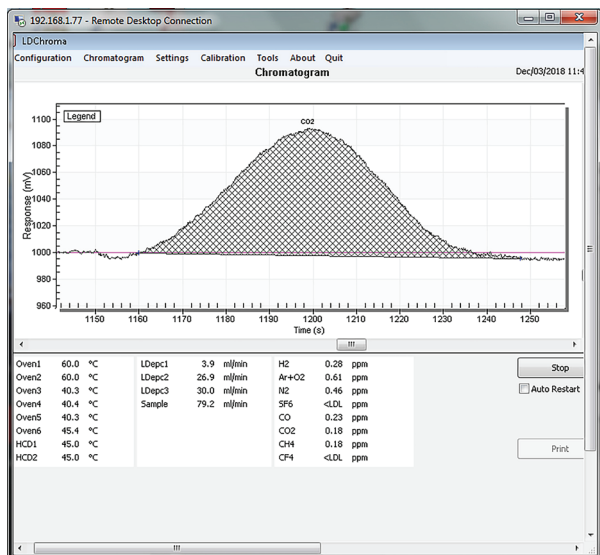 192.168.1.77 - Remote Desktop Connection
LDChroma
Configuration Chromatogram Settings Calibration Tools About Quit
Chromatogram Dec/03/2018 11:4
Legend
CO2
1100
1080
1060
1040
1020
1000
980
960
Response (mV)
1150 1160 1170 1180 1190 1200 1210 1220 1230 1240 1250
Time (s)
Oven1 60.0 °C LDepc1 3.9 ml/min H2 0.28 ppm Stop
Oven2 60.0 °C LDepc2 26.9 ml/min Ar+O2 0.61 ppm
Oven3 40.3 °C LDepc3 30.0 ml/min N2 0.46 ppm Auto Restart
Oven4 40.4 °C Sample 79.2 ml/min SF6 <LDL ppm
Oven5 40.3 °C CO 0.23 ppm
Oven6 45.4 °C CO2 0.18 ppm
HCD1 45.0 °C CH4 0.18 ppm Print
HCD2 45.0 °C CF4 <LDL ppm